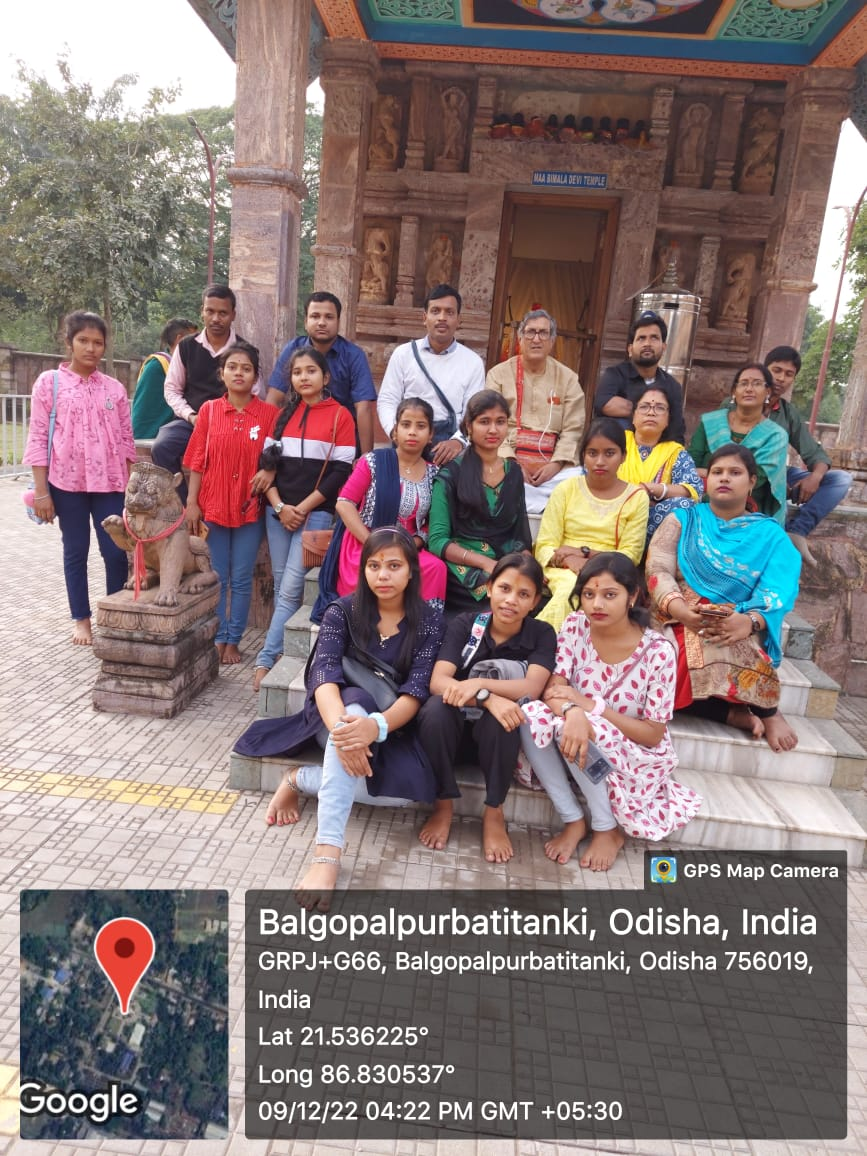 MAA BIMALA DEVI TEMPLE
GPS Map Camera
Balgopalpurbatitanki, Odisha, India
GRPJ+G66, Balgopalpurbatitanki, Odisha 756019,
India
Lat 21.536225°
Long 86.830537°
09/12/22 04:22 PM GMT +05:30
Google